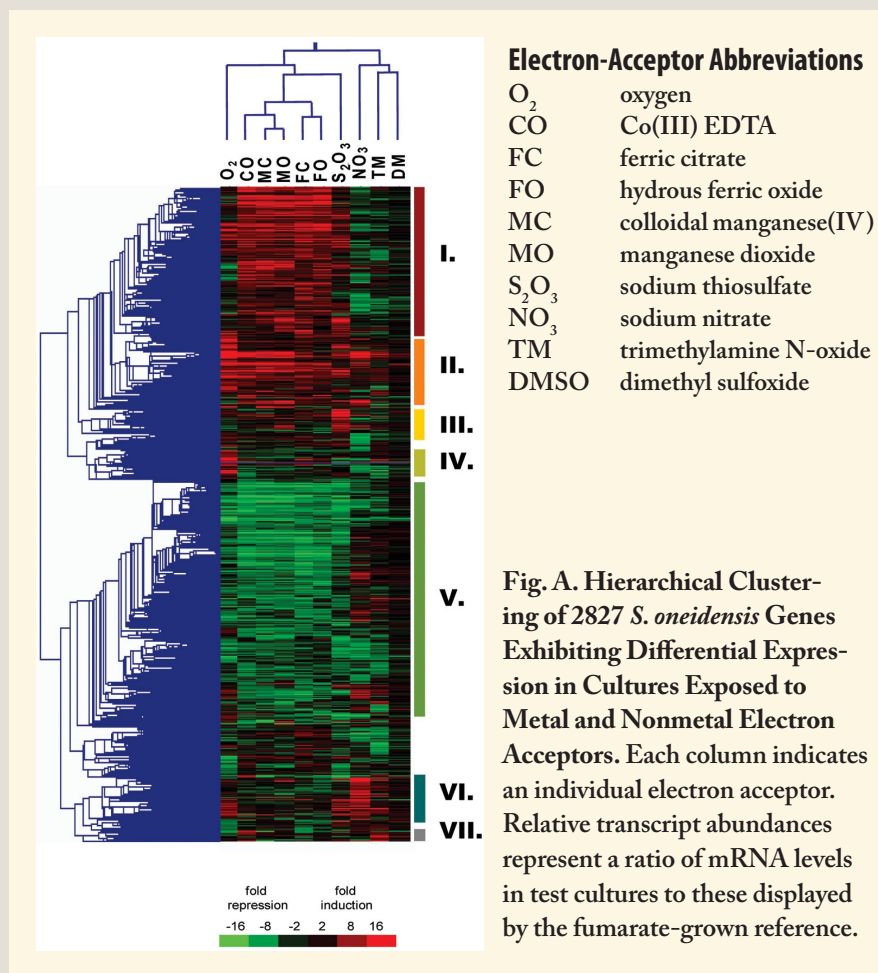 Electron-Acceptor Abbreviations
O₂ oxygen
CO Co(III) EDTA
FC ferric citrate
FO hydrous ferric oxide
MC colloidal manganese(IV)
MO manganese dioxide
S₂O₃ sodium thiosulfate
NO₃ sodium nitrate
TM trimethylamine N-oxide
DMSO dimethyl sulfoxide
O₂ CO MC MO FC FO S₂O₃ NO₃ TM DM
I.
II.
III.
IV.
V.
VI.
VII.
fold fold
repression induction
-16 -8 -2 2 8 16
Fig. A. Hierarchical Cluster-
ing of 2827 S. oneidensis Genes
Exhibiting Differential Expres-
sion in Cultures Exposed to
Metal and Nonmetal Electron
Acceptors. Each column indicates
an individual electron acceptor.
Relative transcript abundances
represent a ratio of mRNA levels
in test cultures to these displayed
by the fumarate-grown reference.